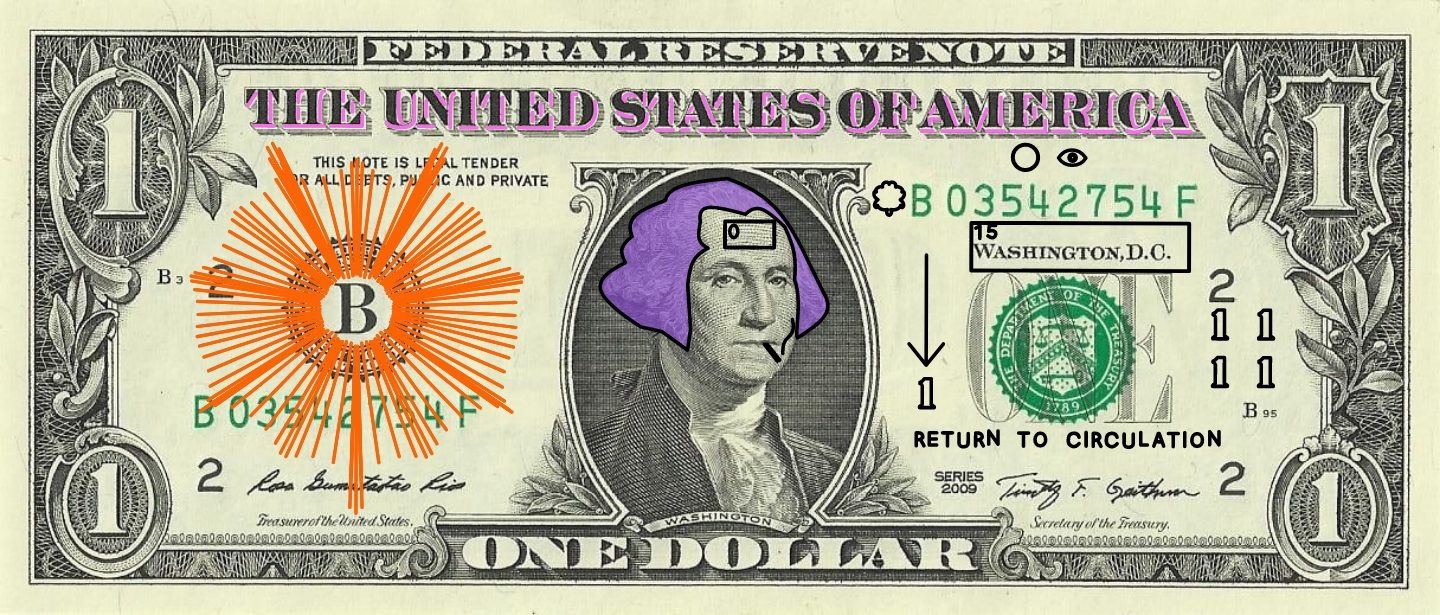 FEDERAL RESERVE NOTE
THE UNITED STATES OF AMERICA
THIS NOTE IS LEGAL TENDER
FOR ALL DEBTS, PUBLIC AND PRIVATE
1
1
B 03542754 F
0
15
WASHINGTON, D.C.
B 3
2
B
THE DEPARTMENT OF THE TREASURY
1789
ONE
2
1 1
1 1
1
B 95
B 03542754 F
RETURN TO CIRCULATION
2
Rosa Gumataotao Rios
Treasurer of the United States.
SERIES
2009
Timothy F. Geithner
2
Secretary of the Treasury.
WASHINGTON
1
ONE DOLLAR
1